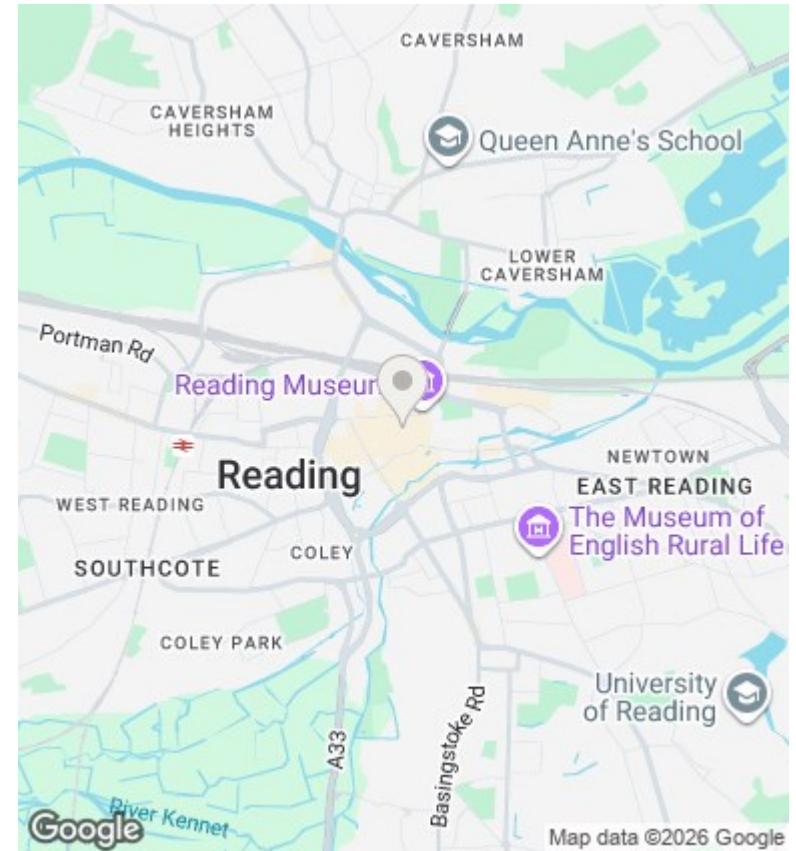 CAVERSHAM
CAVERSHAM
HEIGHTS
Queen Anne's School
LOWER
CAVERSHAM
Portman Rd
Reading Museum
Reading
NEWTOWN
EAST READING
WEST READING
The Museum of
English Rural Life
COLEY
SOUTHCOTE
COLEY PARK
University
of Reading
Basingstoke Rd
A33
River Kennet
Google
Map data ©2026 Google